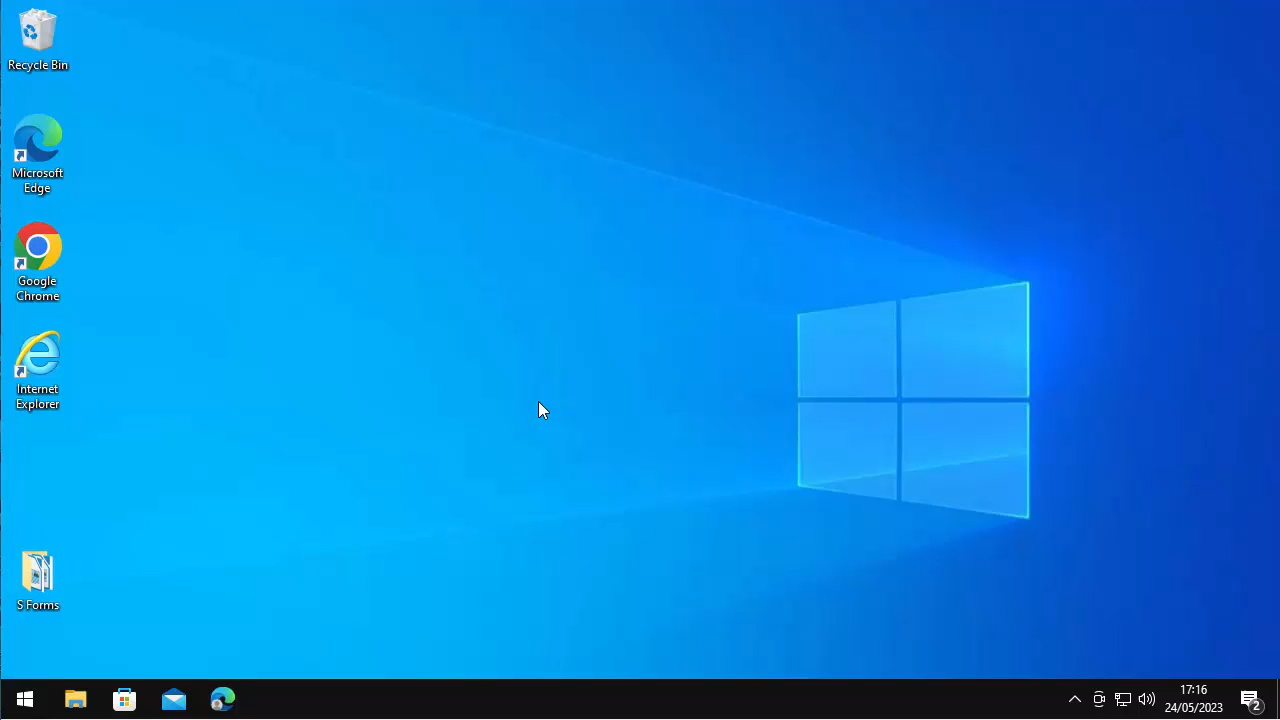 Recycle Bin
Microsoft
Edge
Google
Chrome
Internet
Explorer
S Forms
17:16
24/05/2023
2